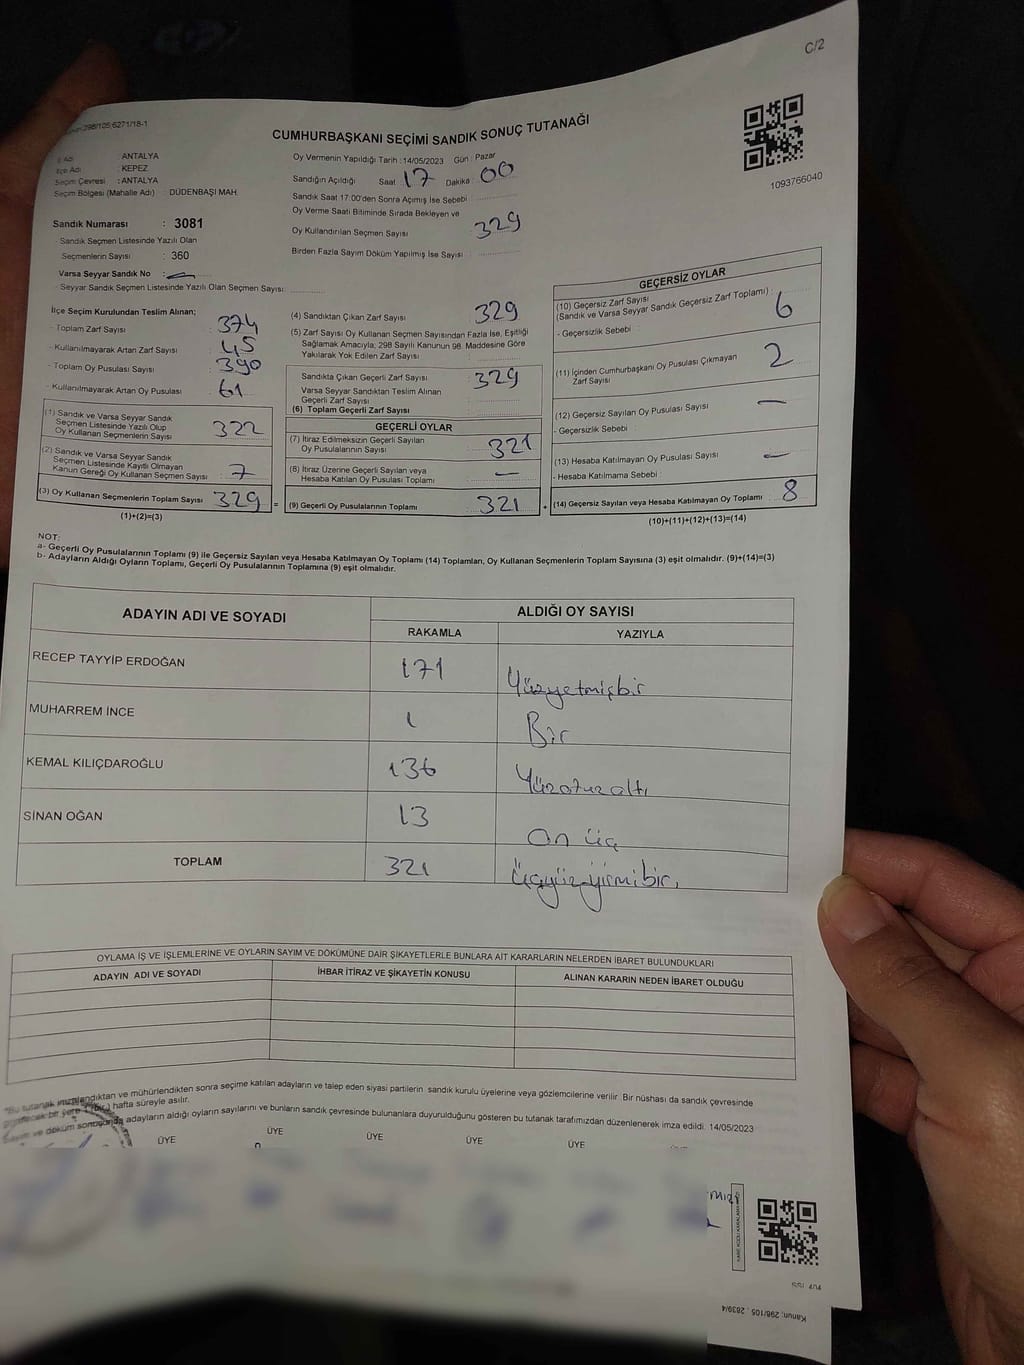 C/2
298/105;6271/18-1
CUMHURBAŞKANI SEÇİMİ SANDIK SONUÇ TUTANAĞI
1093766040
İl Adı : ANTALYA
İlçe Adı : KEPEZ
Seçim Çevresi : ANTALYA
Seçim Bölgesi (Mahalle Adı) : DÜDENBAŞI MAH.
Sandık Numarası : 3081
Sandık Seçmen Listesinde Yazılı Olan
Seçmenlerin Sayısı : 360
Varsa Seyyar Sandık No : —
Seyyar Sandık Seçmen Listesinde Yazılı Olan Seçmen Sayısı:
Oy Vermenin Yapıldığı Tarih : 14/05/2023 Gün : Pazar
Sandığın Açıldığı Saat 17 Dakika : 00
Sandık Saat 17:00'den Sonra Açımış İse Sebebi :
Oy Verme Saati Bitiminde Sırada Bekleyen ve
Oy Kullandırılan Seçmen Sayısı : 329
Birden Fazla Sayım Döküm Yapılmış İse Sayısı :
İlçe Seçim Kurulundan Teslim Alınan;
- Toplam Zarf Sayısı : 374
- Kullanılmayarak Artan Zarf Sayısı : 45
- Toplam Oy Pusulası Sayısı : 390
- Kullanılmayarak Artan Oy Pusulası : 61
(1) Sandık ve Varsa Seyyar Sandık
Seçmen Listesinde Yazılı Olup
Oy Kullanan Seçmenlerin Sayısı : 322
(2) Sandık ve Varsa Seyyar Sandık
Seçmen Listesinde Kayıtlı Olmayan
Kanun Gereği Oy Kullanan Seçmen Sayısı : 7
(3) Oy Kullanan Seçmenlerin Toplam Sayısı : 329 =
(1)+(2)=(3)
(4) Sandıktan Çıkan Zarf Sayısı : 329
(5) Zarf Sayısı Oy Kullanan Seçmen Sayısından Fazla İse, Eşitliği
Sağlamak Amacıyla; 298 Sayılı Kanunun 98. Maddesine Göre
Yakılarak Yok Edilen Zarf Sayısı :
Sandıkta Çıkan Geçerli Zarf Sayısı : 329
Varsa Seyyar Sandıktan Teslim Alınan
Geçerli Zarf Sayısı :
(6) Toplam Geçerli Zarf Sayısı :
GEÇERLİ OYLAR
(7) İtiraz Edilmeksizin Geçerli Sayılan
Oy Pusulasının Sayısı : 321
(8) İtiraz Üzerine Geçerli Sayılan veya
Hesaba Katılan Oy Pusulası Toplamı : —
(9) Geçerli Oy Pusulalarının Toplamı : 321 +
GEÇERSİZ OYLAR
(10) Geçersiz Zarf Sayısı
(Sandık ve Varsa Seyyar Sandık Geçersiz Zarf Toplamı) : 6
- Geçersizlik Sebebi :
(11) İçinden Cumhurbaşkanı Oy Pusulası Çıkmayan
Zarf Sayısı : 2
(12) Geçersiz Sayılan Oy Pusulası Sayısı : —
- Geçersizlik Sebebi :
(13) Hesaba Katılmayan Oy Pusulası Sayısı : —
- Hesaba Katılmama Sebebi :
(14) Geçersiz Sayılan veya Hesaba Katılmayan Oy Toplamı : 8
(10)+(11)+(12)+(13)=(14)
NOT:
a- Geçerli Oy Pusulalarının Toplamı (9) ile Geçersiz Sayılan veya Hesaba Katılmayan Oy Toplamı (14) Toplamları, Oy Kullanan Seçmenlerin Toplam Sayısına (3) eşit olmalıdır. (9)+(14)=(3)
b- Adayların Aldığı Oyların Toplamı, Geçerli Oy Pusulalarının Toplamına (9) eşit olmalıdır.
ADAYIN ADI VE SOYADI ALDIĞI OY SAYISI
RAKAMLA YAZIYLA
RECEP TAYYİP ERDOĞAN 171 Yüzyetmişbir
MUHARREM İNCE 1 Bir
KEMAL KILIÇDAROĞLU 136 Yüzotuzaltı
SİNAN OĞAN 13 On üç
TOPLAM 321 Üçyüzyirmibir.
OYLAMA İŞ VE İŞLEMLERİNE VE OYLARIN SAYIM VE DÖKÜMÜNE DAİR ŞİKAYETLERLE BUNLARA AİT KARARLARIN NELERDEN İBARET BULUNDUKLARI
ADAYIN ADI VE SOYADI İHBAR İTİRAZ VE ŞİKAYETİN KONUSU ALINAN KARARIN NEDEN İBARET OLDUĞU
"Bu tutanak imzalandıktan ve mühürlendikten sonra seçime katılan adayların ve talep eden siyasi partilerin sandık kurulu üyelerine veya gözlemcilerine verilir. Bir nüshası da sandık çevresinde
bir yere 1 (bir) hafta süreyle asılır.
Sayım ve döküm sonucunda adayların aldığı oyların sayılarını ve bunların sandık çevresinde bulunanlara duyurulduğunu gösteren bu tutanak tarafımızdan düzenlenerek imza edildi. 14/05/2023
ÜYE ÜYE ÜYE ÜYE ÜYE
Kanun: 298/105 ; 2839/4